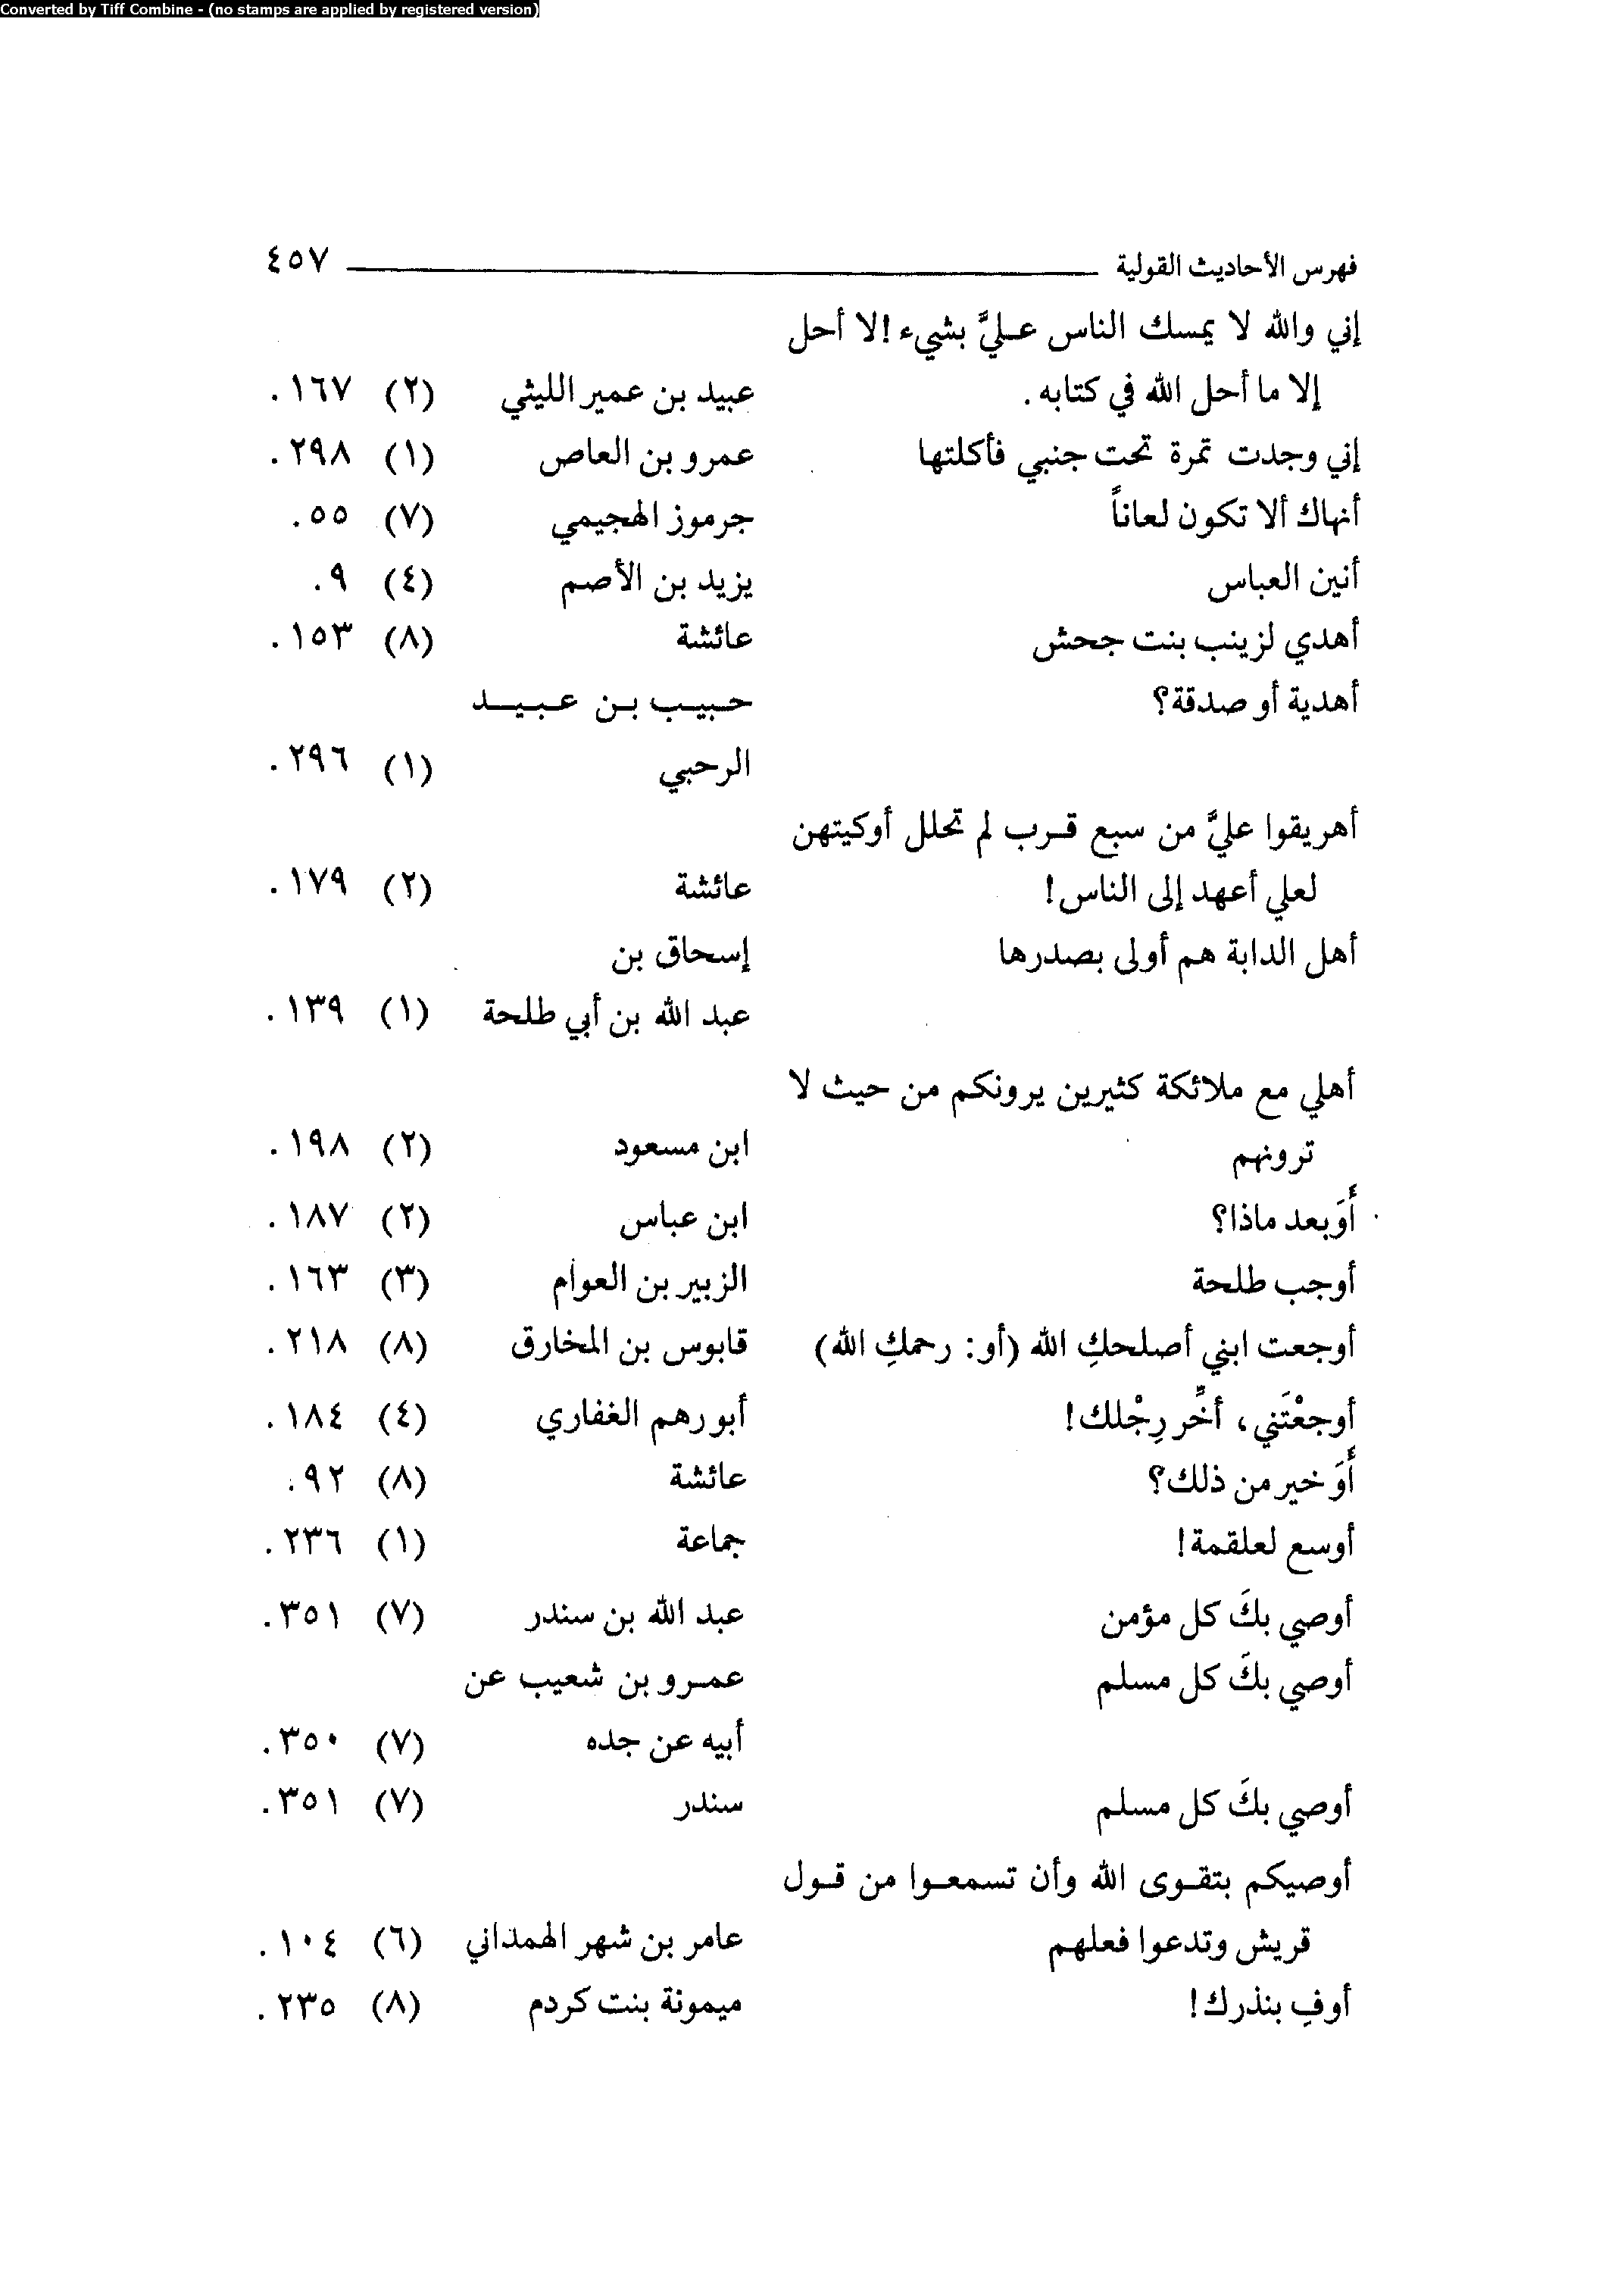 Converted by Tiff Combine - (no stamps are applied by registered version)
فهرس الأحاديث القولية ٤٥٧
إني والله لا يمسك الناس عليَّ بشيء! لا أحل
إلا ما أحل الله في كتابه. عبيد بن عمير الليثي (٢) ١٦٧.
إني وجدت تمرة تحت جنبي فأكلتها عمرو بن العاص (١) ٢٩٨.
أنهاك ألا تكون لعاناً جرموز الهجيمي (٧) ٥٥.
أنين العباس يزيد بن الأصم (٤) ٩.
أهدي لزينب بنت جحش عائشة (٨) ١٥٣.
أهدية أو صدقة؟ حبيب بن عبيد
الرحبي (١) ٢٩٦.
أهريقوا عليَّ من سبع قرب لم تحلل أوكيتهن
لعلي أعهد إلى الناس! عائشة (٢) ١٧٩.
أهل الدابة هم أولى بصدرها إسحاق بن
عبد الله بن أبي طلحة (١) ١٣٩.
أهلي مع ملائكة كثيرين يرونكم من حيث لا
ترونهم ابن مسعود (٢) ١٩٨.
أَوَبعد ماذا؟ ابن عباس (٢) ١٨٧.
أوجب طلحة الزبير بن العوام (٣) ١٦٣.
أوجعت ابني أصلحكِ الله (أو: رحمكِ الله) قابوس بن المخارق (٨) ٢١٨.
أوجعْتَني، أخِّر رِجْلك! أبو رهم الغفاري (٤) ١٨٤.
أَوَ خير من ذلك؟ عائشة (٨) ٩٢.
أوسع لعلقمة! جماعة (١) ٢٣٦.
أوصي بكَ كل مؤمن عبد الله بن سندر (٧) ٣٥١.
أوصي بكَ كل مسلم عمرو بن شعيب عن
أبيه عن جده (٧) ٣٥٠.
أوصي بكَ كل مسلم سندر (٧) ٣٥١.
أوصيكم بتقوى الله وأن تسمعوا من قول
قريش وتدعوا فعلهم عامر بن شهر الهمداني (٦) ١٠٤.
أوفِ بنذرك! ميمونة بنت كردم (٨) ٢٣٥.